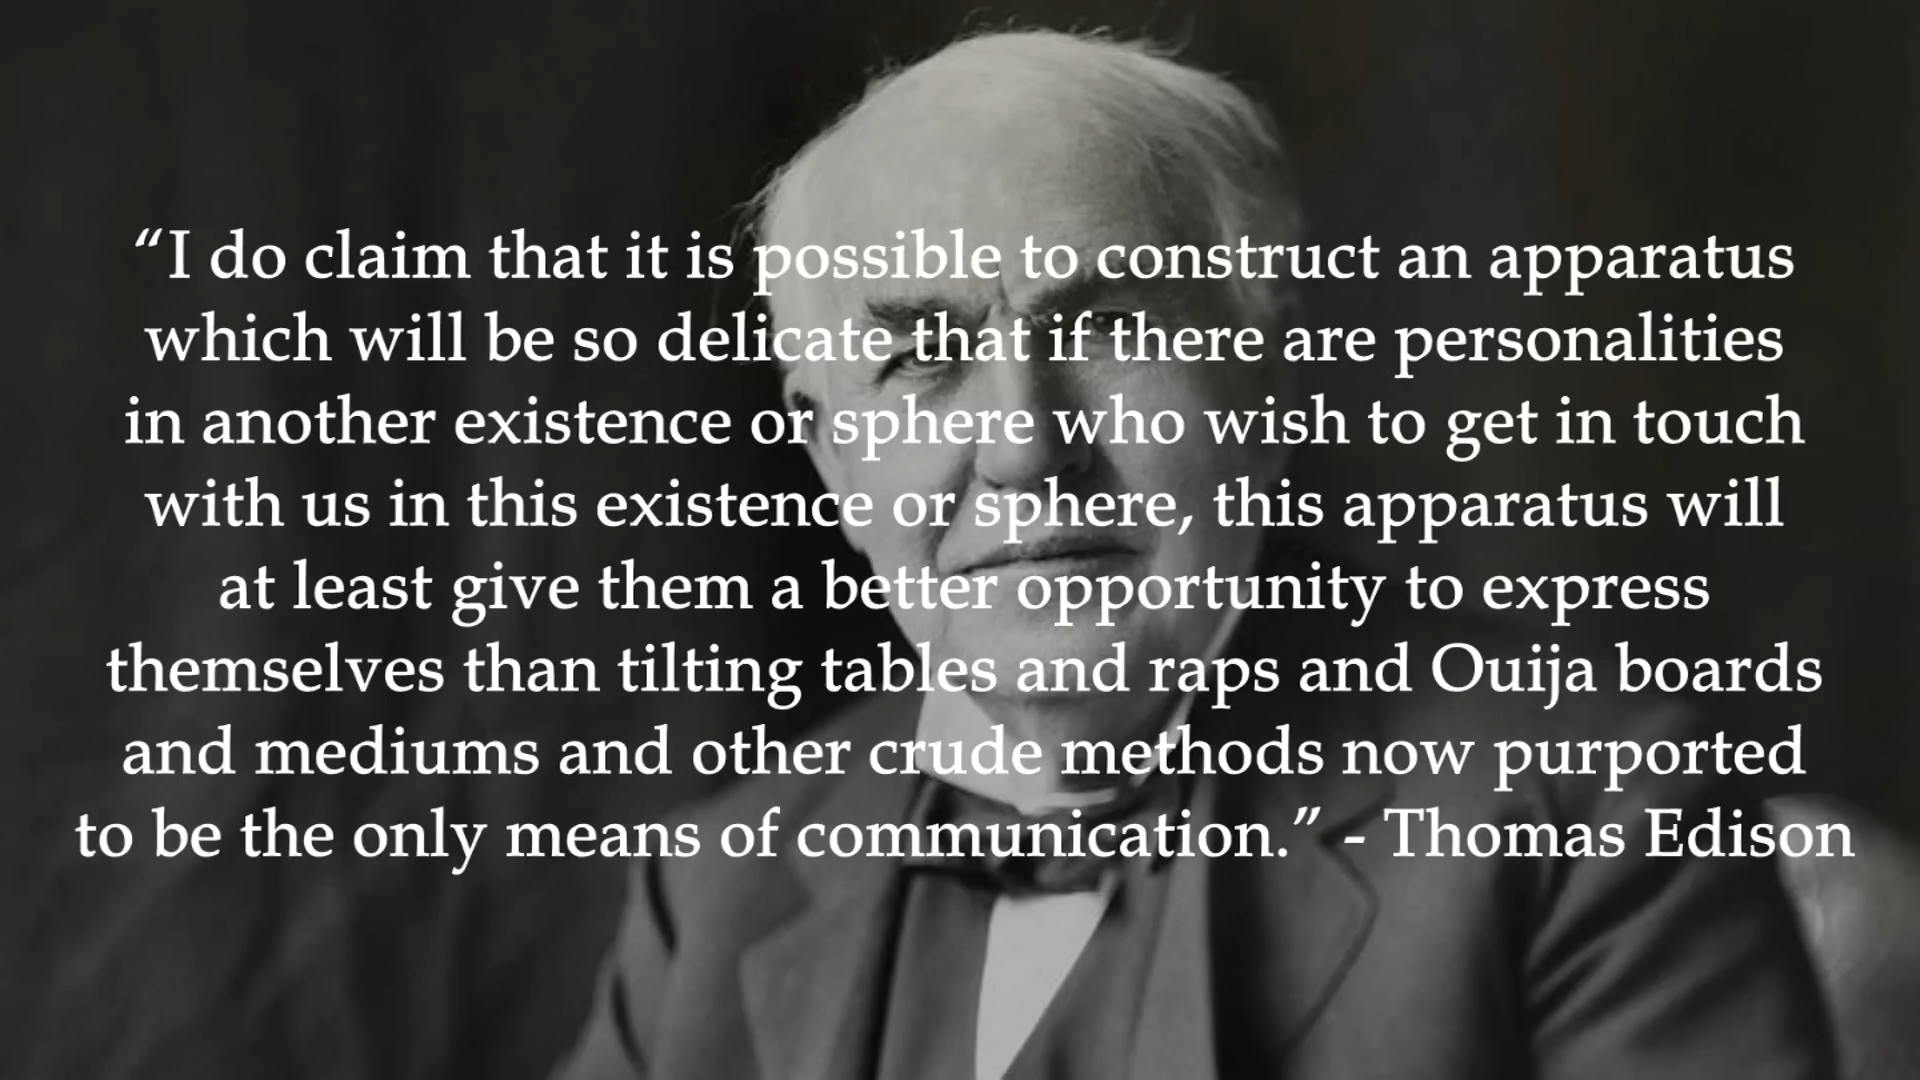 “I do claim that it is possible to construct an apparatus
which will be so delicate that if there are personalities
in another existence or sphere who wish to get in touch
with us in this existence or sphere, this apparatus will
at least give them a better opportunity to express
themselves than tilting tables and raps and Ouija boards
and mediums and other crude methods now purported
to be the only means of communication.” - Thomas Edison